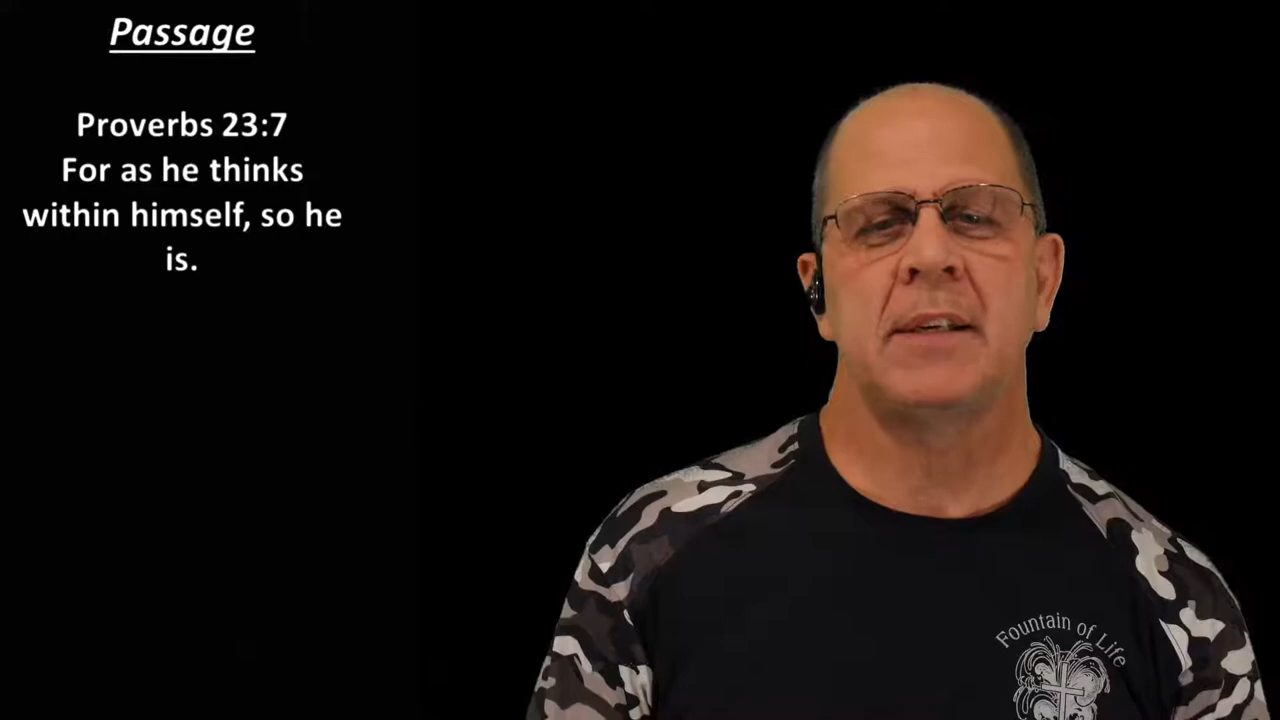 Passage
Proverbs 23:7
For as he thinks
within himself, so he
is.
Fountain of Life